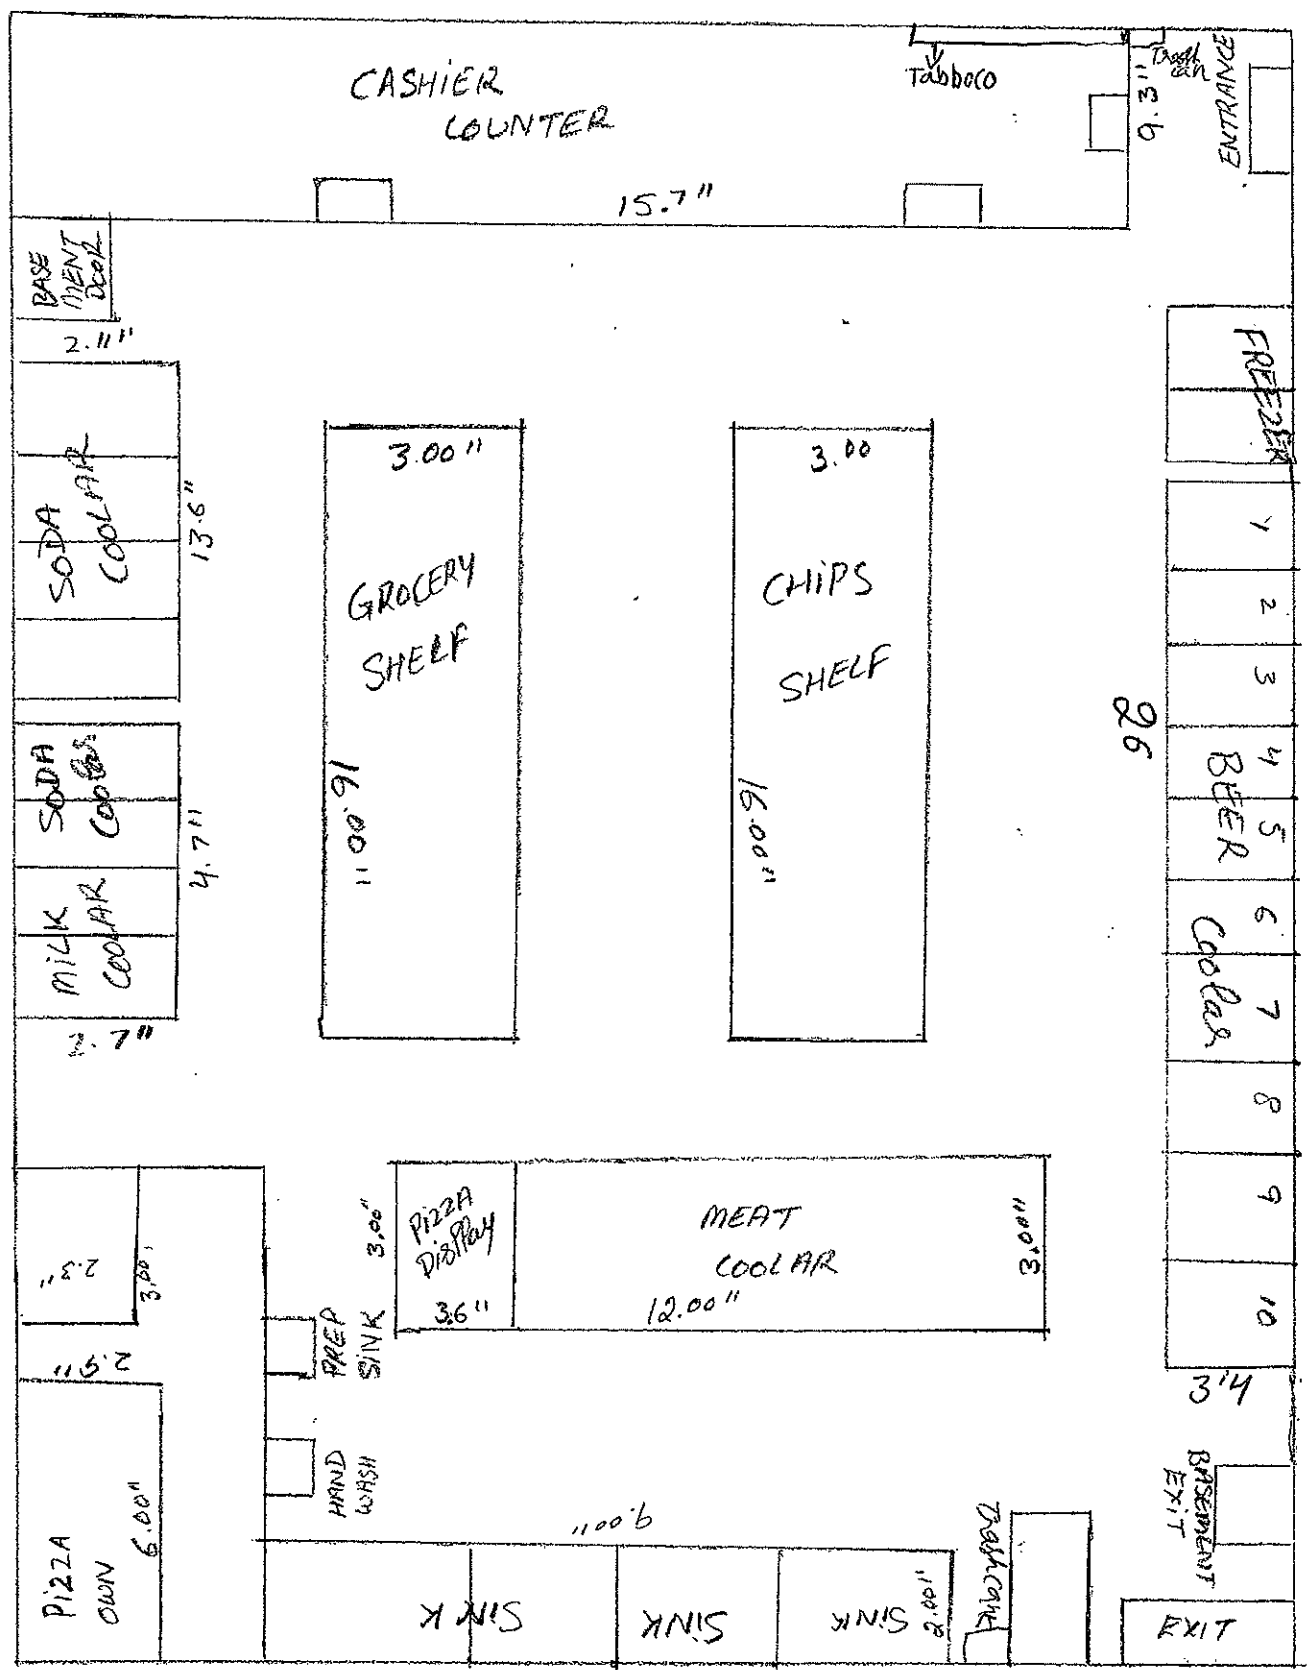 CASHIER
COUNTER
Tabboco
Trash
can
ENTRANCE
9.3"
15.7"
BASE
MENT
DOOR
2.11"
FREEZER
SODA
COOLAR
13.6"
3.00"
GROCERY
SHELF
16.00"
3.00
CHIPS
SHELF
16.00"
26
1
2
3
4
5
6
7
8
9
10
BEER
Coolar
3'4
SODA
Coolar
4.7"
MILK
COOLAR
2.7"
2.3"
3.00"
2.5"
PIZZA
OWN
6.00"
3.00"
PizzA
Display
3.6"
MEAT
COOLAR
12.00"
3.00"
PREP
SINK
HAND
WASH
9.00"
SINK
SINK
SINK
2.00"
BASEMENT
EXIT
EXIT